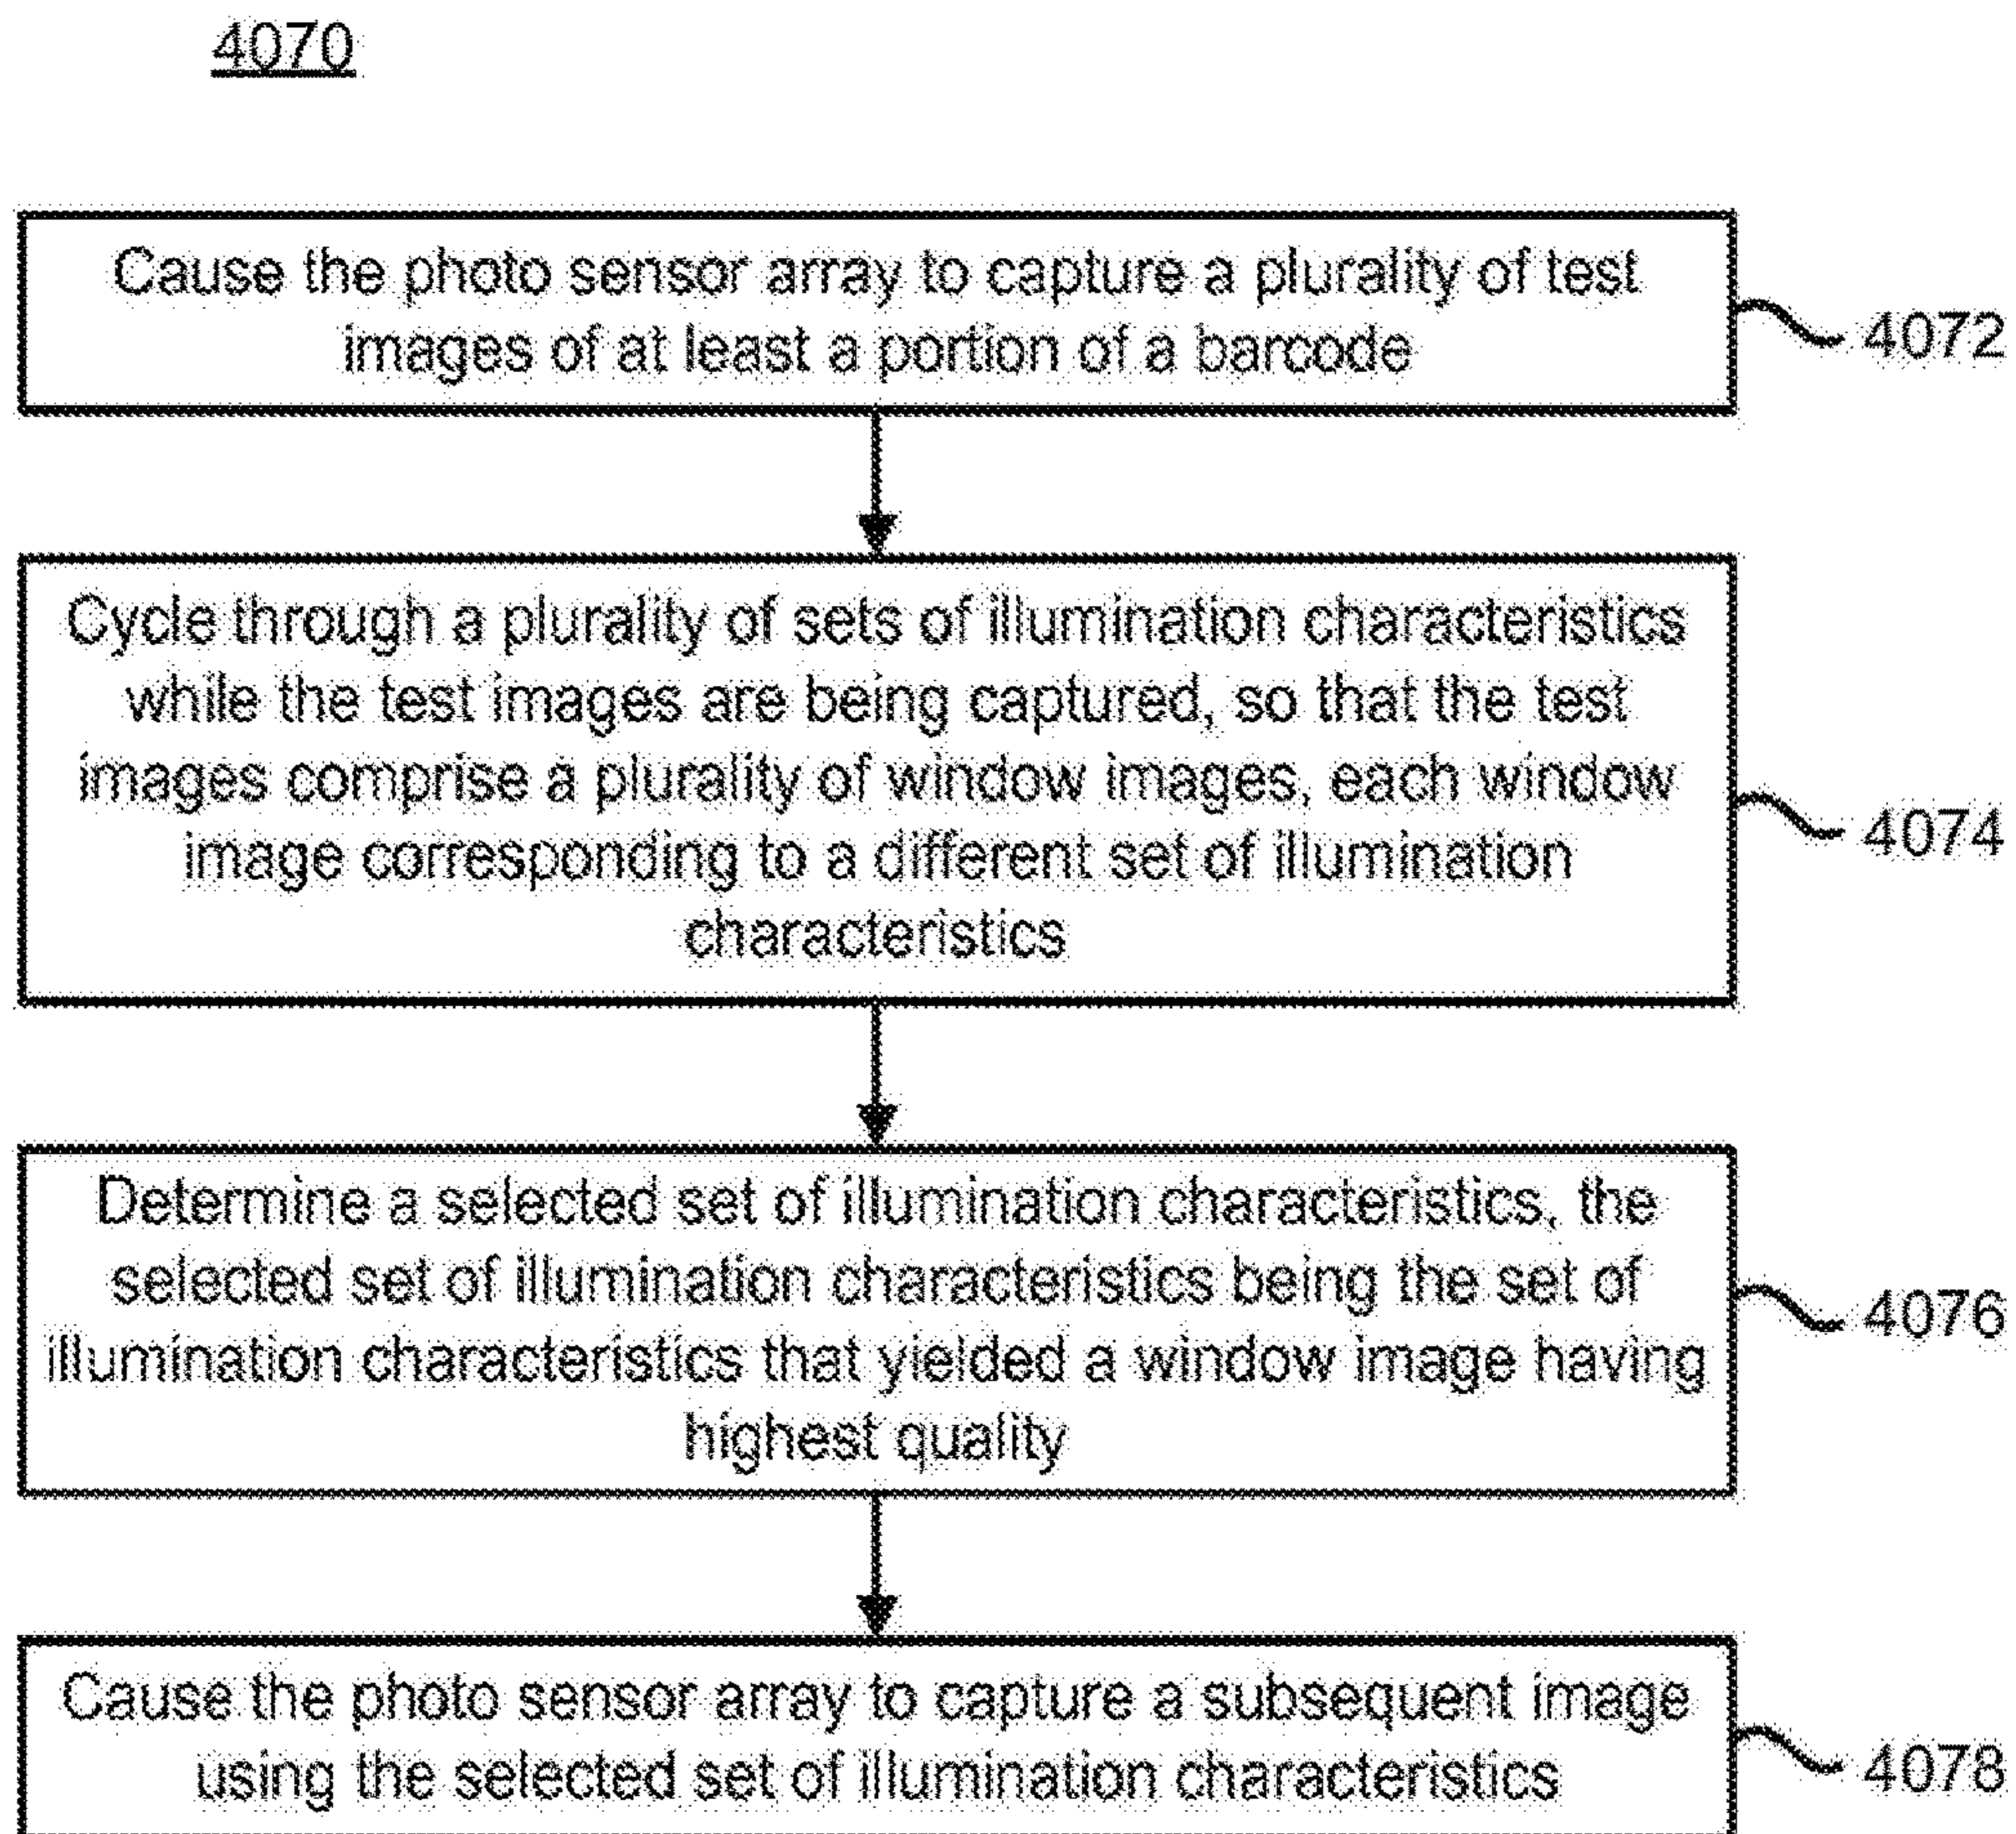 4070
Cause the photo sensor array to capture a plurality of test
images of at least a portion of a barcode
4072
Cycle through a plurality of sets of illumination characteristics
while the test images are being captured, so that the test
images comprise a plurality of window images, each window
image corresponding to a different set of illumination
characteristics
4074
Determine a selected set of illumination characteristics, the
selected set of illumination characteristics being the set of
illumination characteristics that yielded a window image having
highest quality
4076
Cause the photo sensor array to capture a subsequent image
using the selected set of illumination characteristics
4078